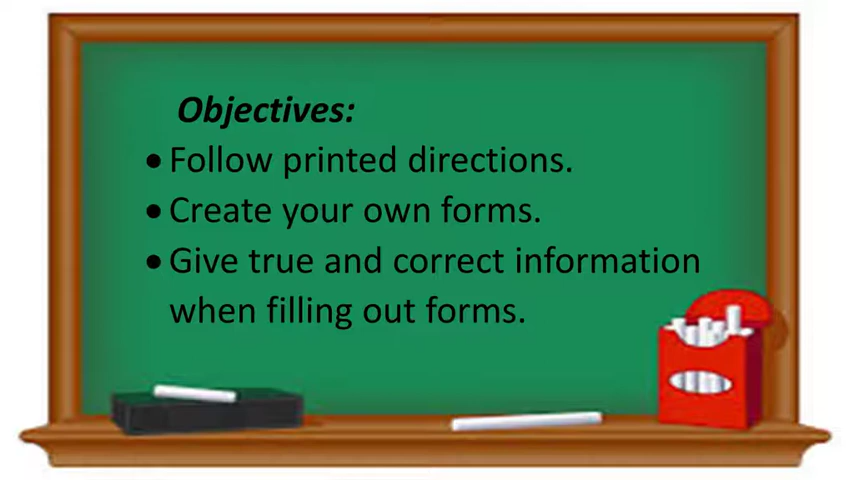 Objectives:
• Follow printed directions.
• Create your own forms.
• Give true and correct information
when filling out forms.